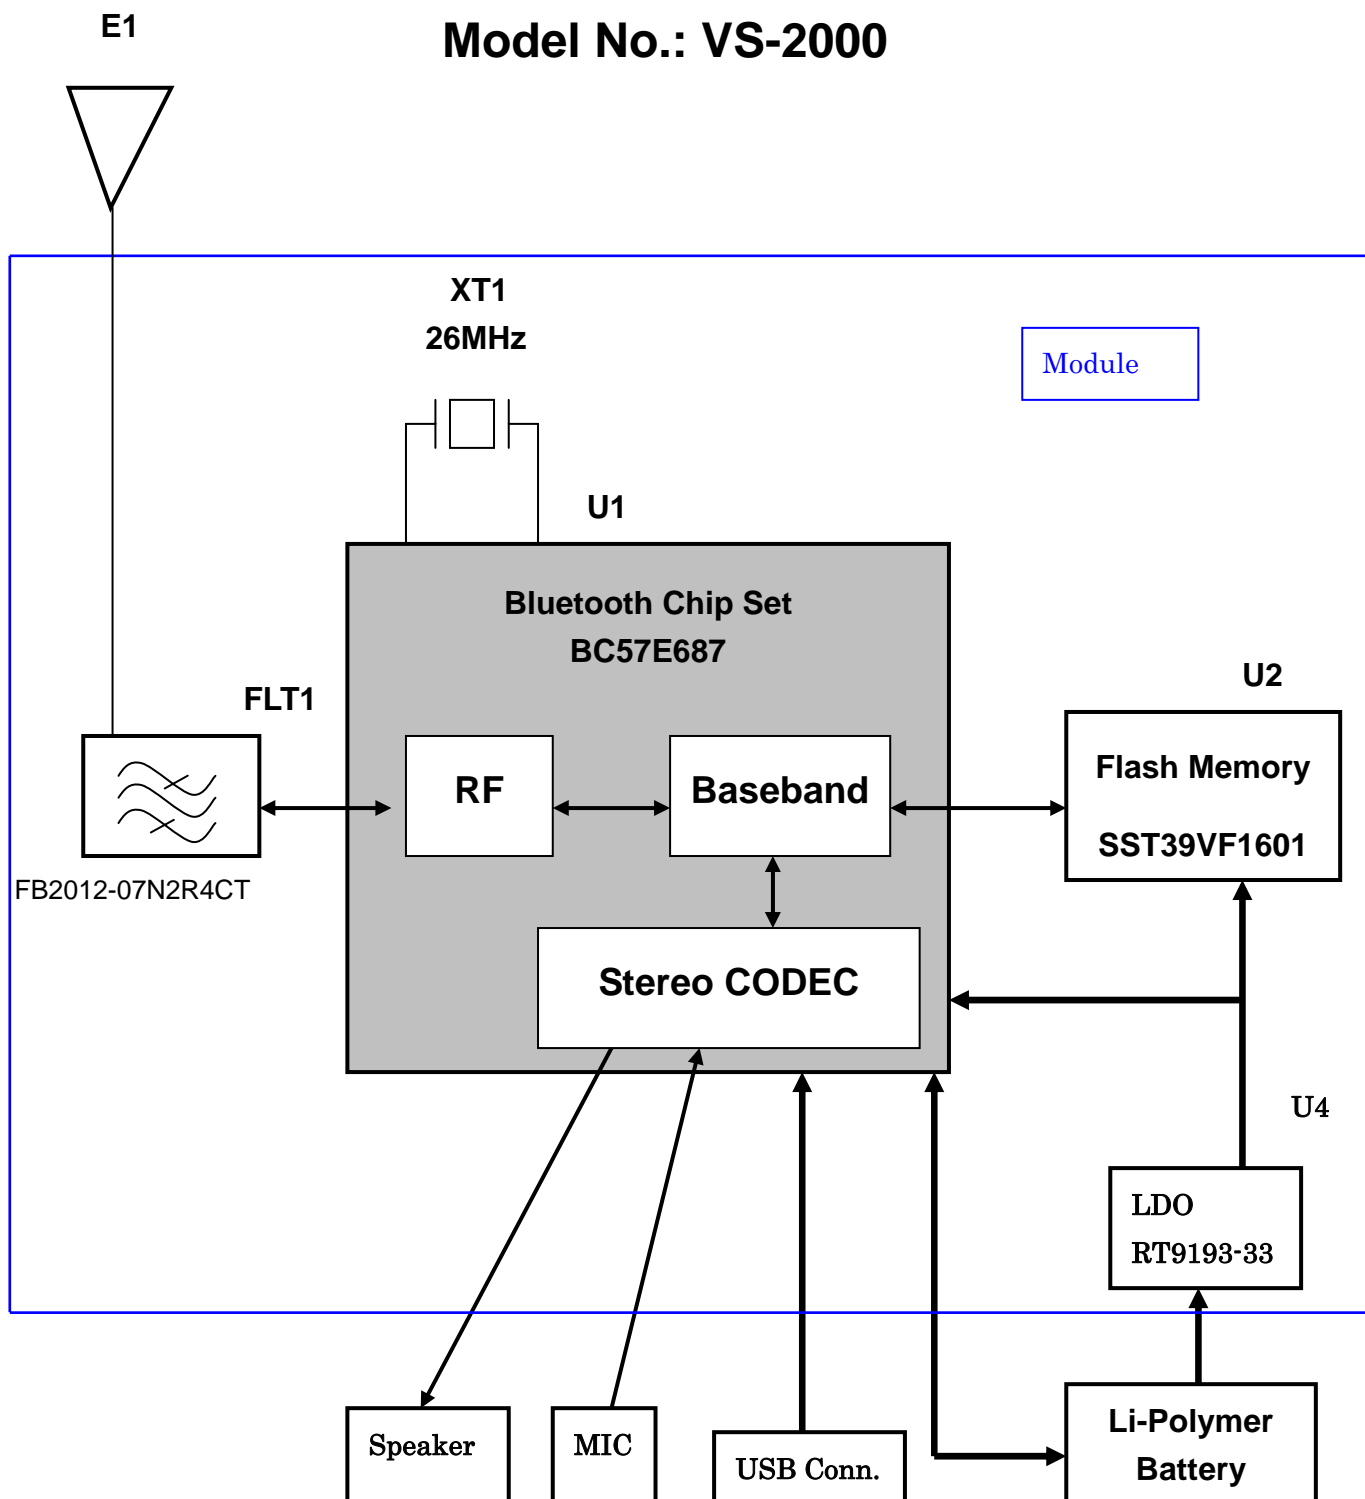 E1
Model No.: VS-2000
XT1
26MHz
Module
U1
Bluetooth Chip Set
BC57E687
U2
FLT1
RF
Baseband
Flash Memory
SST39VF1601
FB2012-07N2R4CT
Stereo CODEC
U4
LDO
RT9193-33
Speaker
MIC
USB Conn.
Li-Polymer
Battery